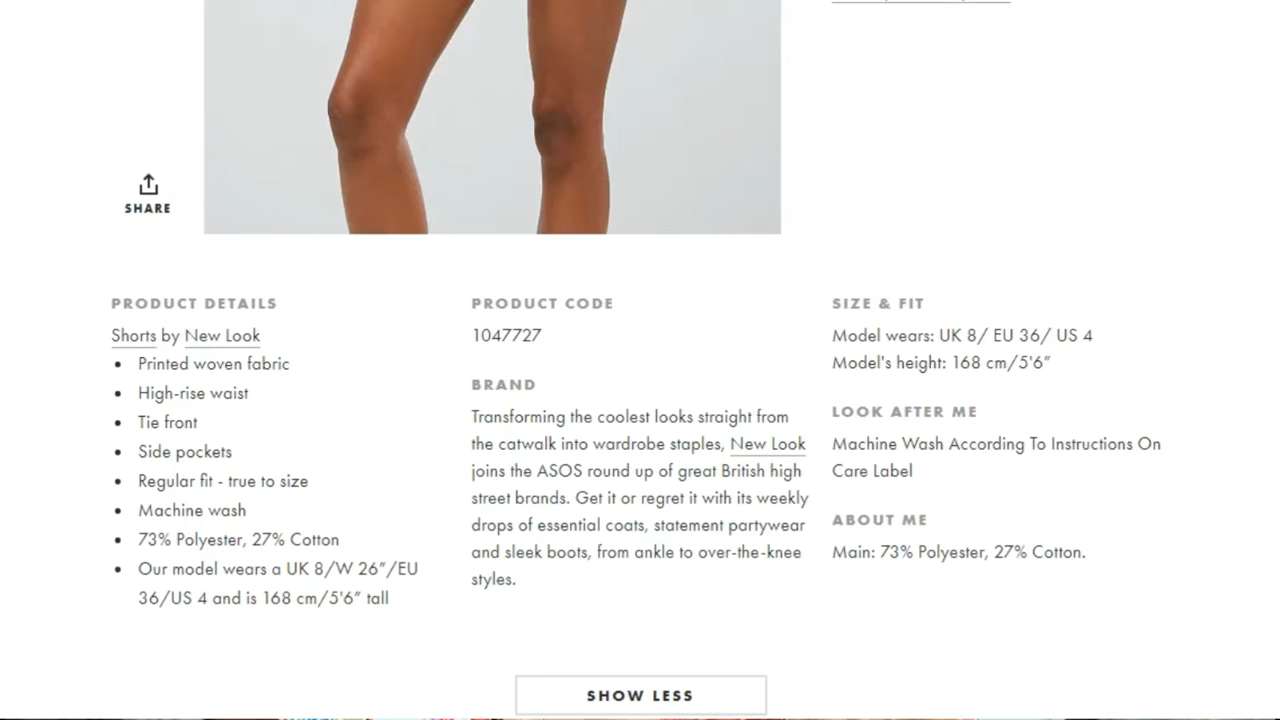 SHARE
PRODUCT DETAILS
Shorts by New Look
• Printed woven fabric
• High-rise waist
• Tie front
• Side pockets
• Regular fit - true to size
• Machine wash
• 73% Polyester, 27% Cotton
• Our model wears a UK 8/W 26”/EU
36/US 4 and is 168 cm/5'6” tall
PRODUCT CODE
1047727
BRAND
Transforming the coolest looks straight from
the catwalk into wardrobe staples, New Look
joins the ASOS round up of great British high
street brands. Get it or regret it with its weekly
drops of essential coats, statement partywear
and sleek boots, from ankle to over-the-knee
styles.
SIZE & FIT
Model wears: UK 8/ EU 36/ US 4
Model's height: 168 cm/5'6”
LOOK AFTER ME
Machine Wash According To Instructions On
Care Label
ABOUT ME
Main: 73% Polyester, 27% Cotton.
SHOW LESS